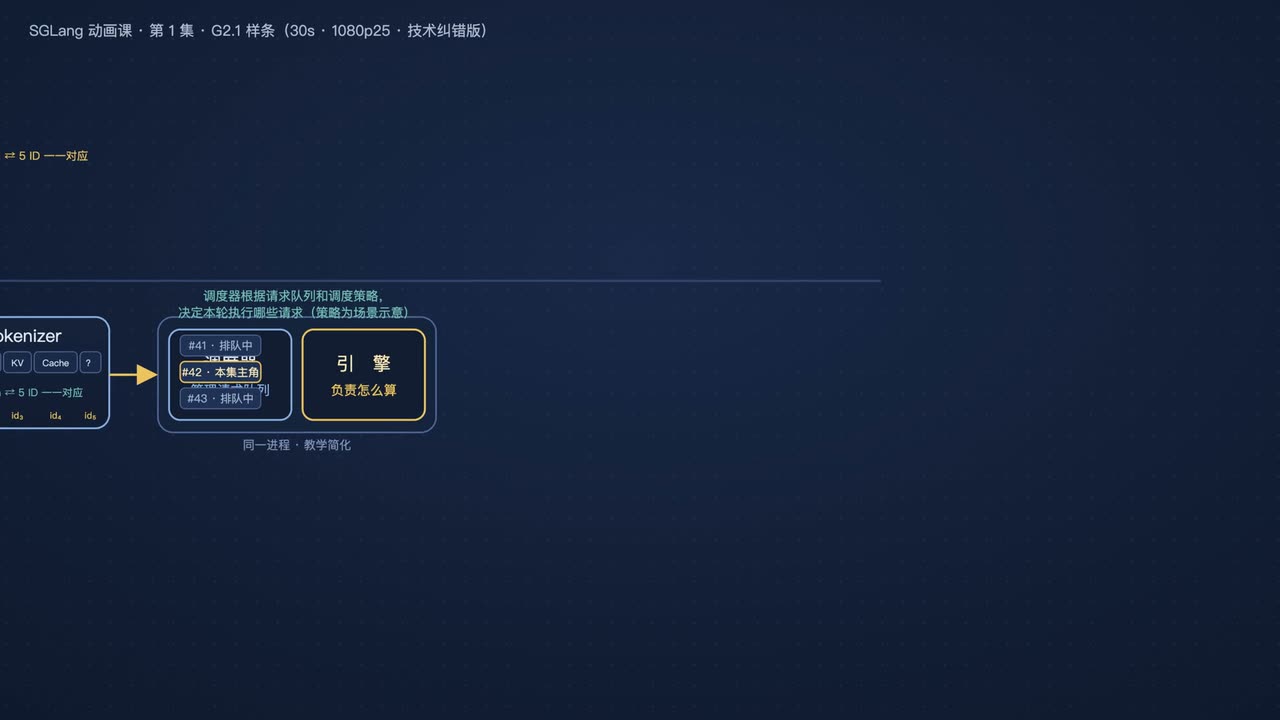 SGLang 动画课 · 第 1 集 · G2.1 样条（30s · 1080p25 · 技术纠错版）
⇄ 5 ID 一一对应
调度器根据请求队列和调度策略，
决定本轮执行哪些请求（策略为场景示意）
okenizer
KV Cache ?
⇄ 5 ID 一一对应
id₃ id₄ id₅
#41 · 排队中
#42 · 本集主角
#43 · 排队中
引 擎
负责怎么算
同一进程 · 教学简化